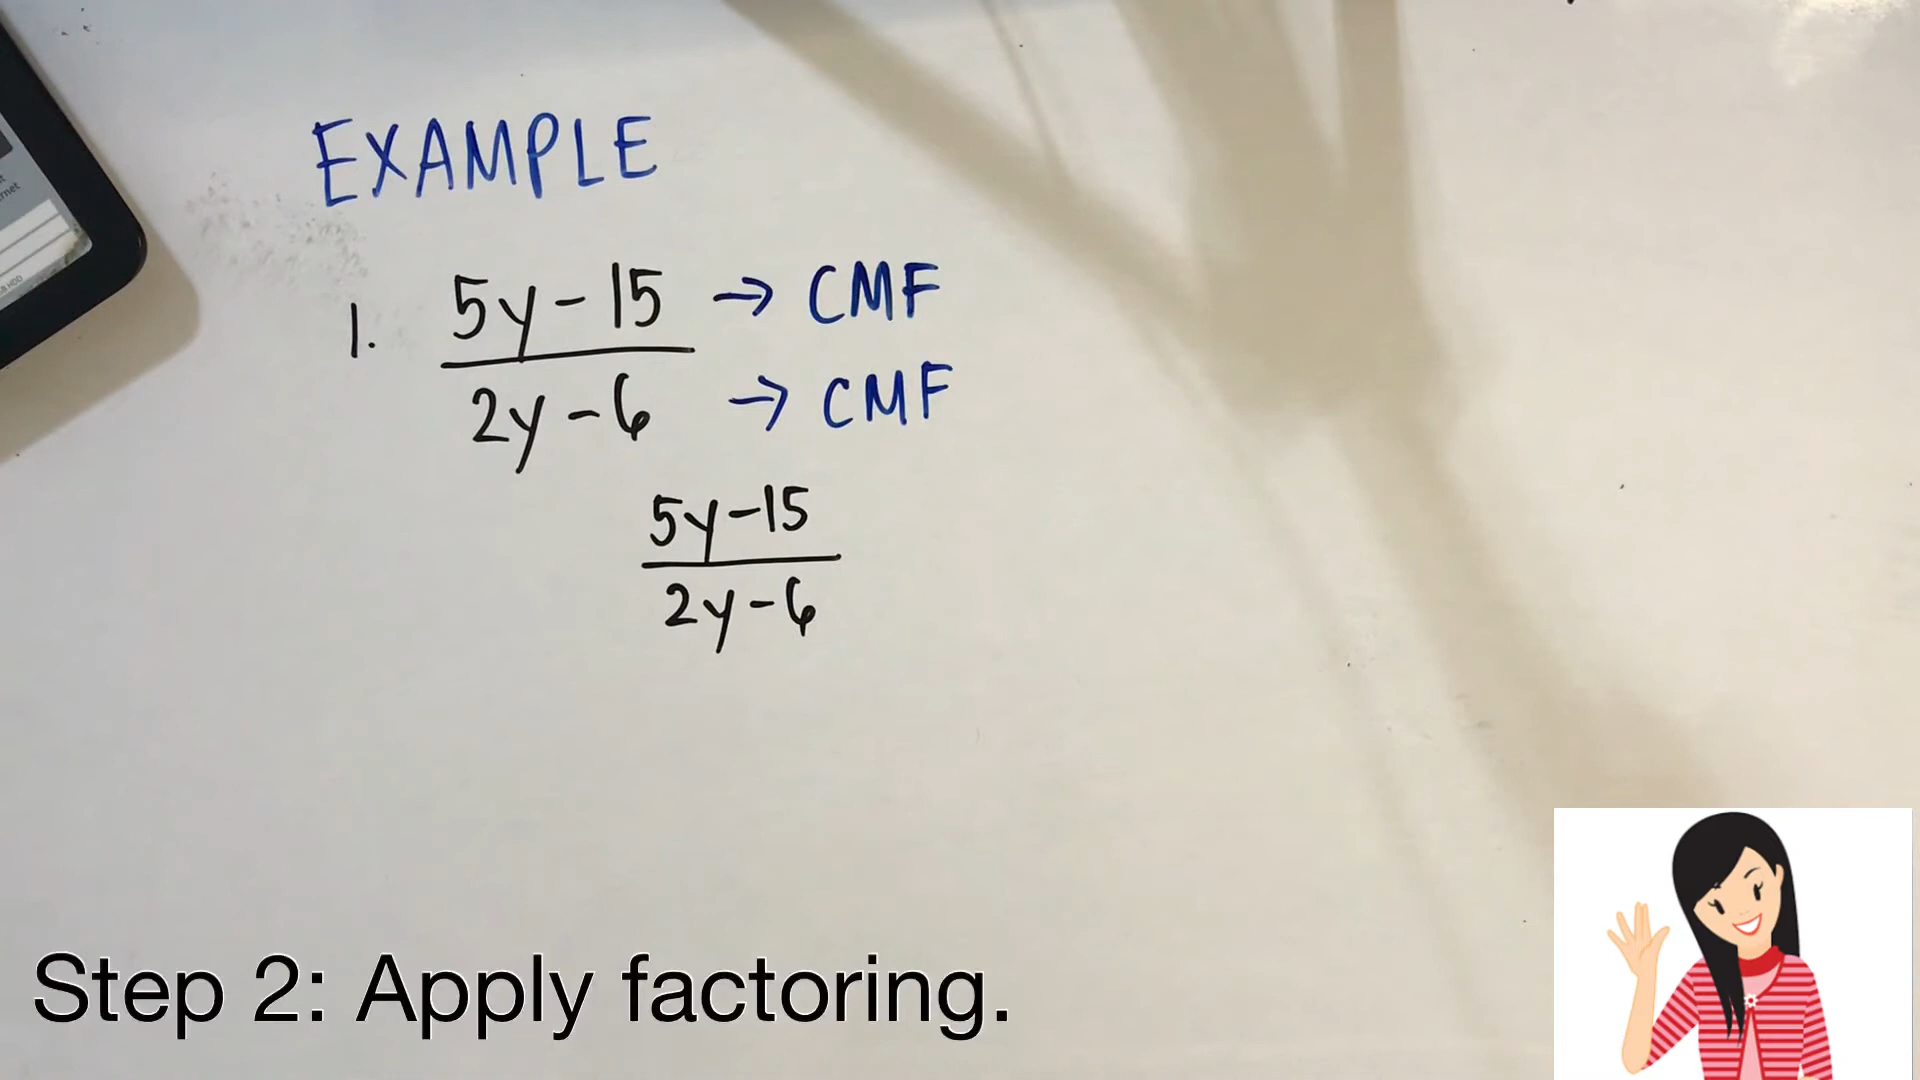 EXAMPLE
1. 5y - 15 → CMF
2y - 6 → CMF
5y - 15
2y - 6
Step 2: Apply factoring.